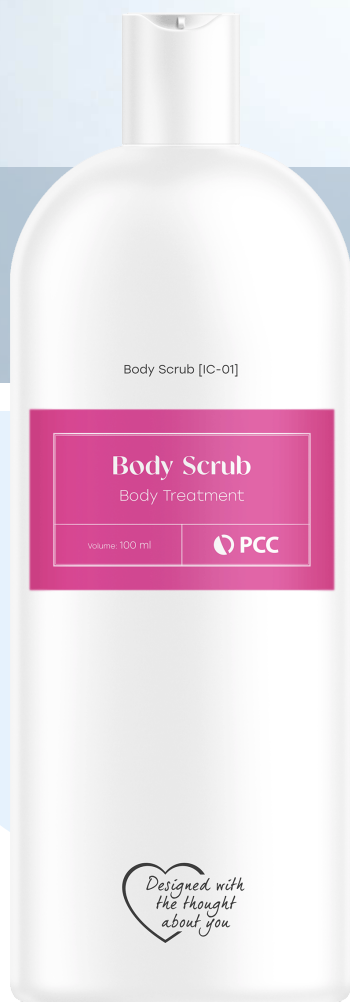 Body Scrub [IC-01]
Body Scrub
Body Treatment
Volume: 100 ml
PCC
Designed with
the thought
about you